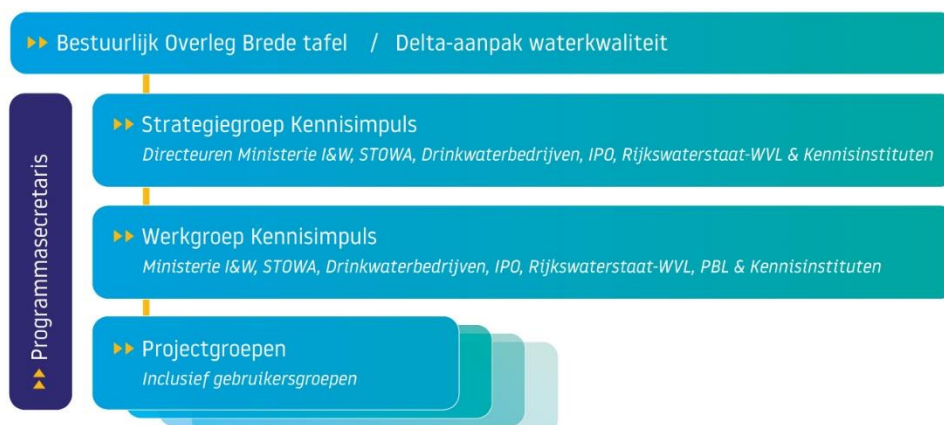 Bestuurlijk Overleg Brede tafel / Delta-aanpak waterkwaliteit
Programmasecretaris
Strategiegroep Kennisimpuls
Directeuren Ministerie I&W, STOWA, Drinkwaterbedrijven, IPO, Rijkswaterstaat-WVL & Kennisinstituten
Werkgroep Kennisimpuls
Ministerie I&W, STOWA, Drinkwaterbedrijven, IPO, Rijkswaterstaat-WVL, PBL & Kennisinstituten
Projectgroepen
Inclusief gebruikersgroepen